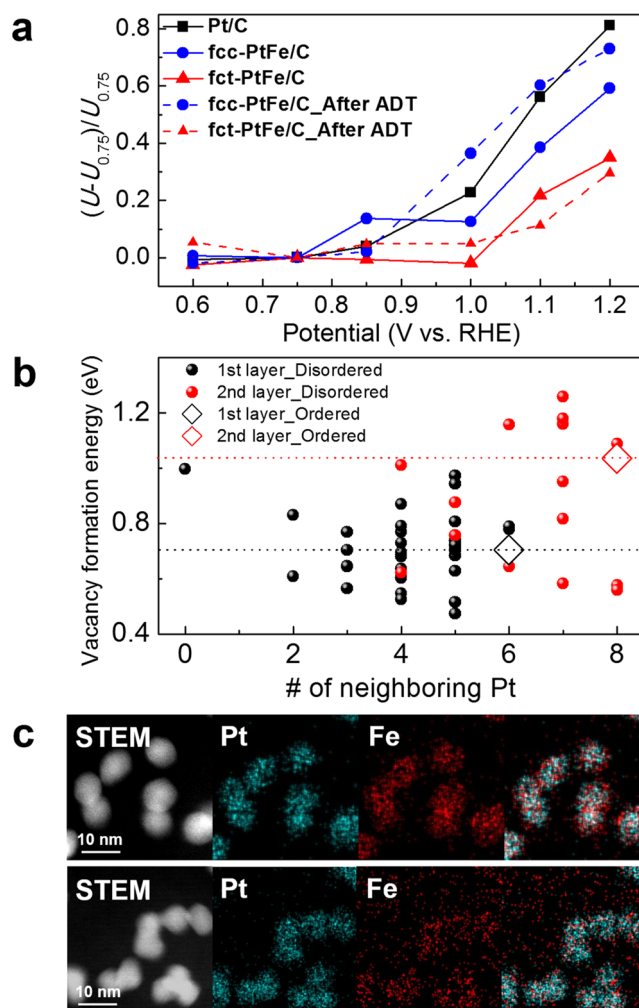 a
(U-U0.75)/U0.75
0.8
0.6
0.4
0.2
0.0
Pt/C
fcc-PtFe/C
fct-PtFe/C
fcc-PtFe/C_After ADT
fct-PtFe/C_After ADT
0.6 0.7 0.8 0.9 1.0 1.1 1.2
Potential (V vs. RHE)
b
Vacancy formation energy (eV)
1.2
0.8
0.4
1st layer_Disordered
2nd layer_Disordered
1st layer_Ordered
2nd layer_Ordered
0 2 4 6 8
# of neighboring Pt
c
STEM Pt Fe
10 nm
STEM Pt Fe
10 nm